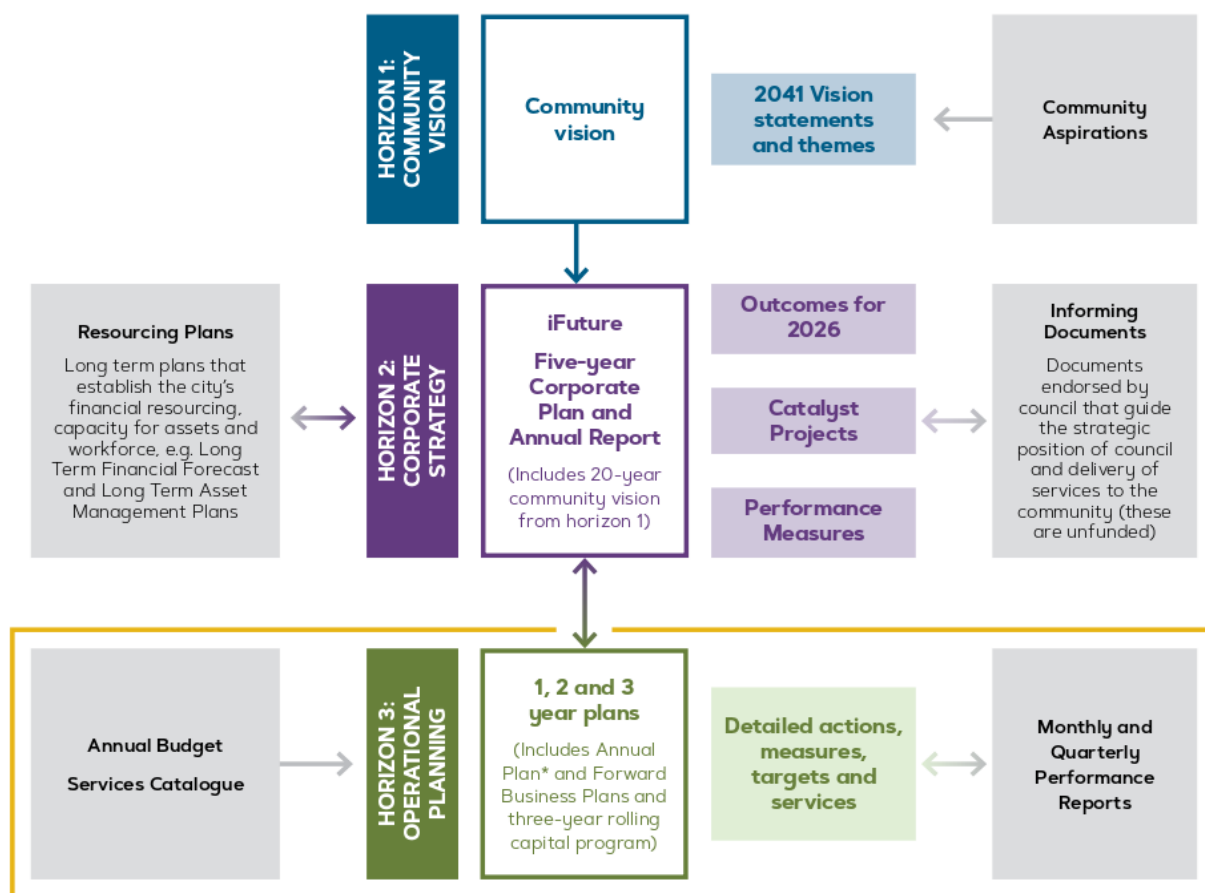 HORIZON 1:
COMMUNITY
VISION
Community
vision
2041 Vision
statements
and themes
Community
Aspirations
Resourcing Plans
Long term plans that
establish the city's
financial resourcing,
capacity for assets and
workforce, e.g. Long
Term Financial Forecast
and Long Term Asset
Management Plans
HORIZON 2:
CORPORATE
STRATEGY
iFuture
Five-year
Corporate
Plan and
Annual Report
(Includes 20-year
community vision
from horizon 1)
Outcomes for
2026
Catalyst
Projects
Performance
Measures
Informing
Documents
Documents
endorsed by
council that guide
the strategic
position of council
and delivery of
services to the
community (these
are unfunded)
Annual Budget
Services Catalogue
HORIZON 3:
OPERATIONAL
PLANNING
1, 2 and 3
year plans
(Includes Annual
Plan* and Forward
Business Plans and
three-year rolling
capital program)
Detailed actions,
measures,
targets and
services
Monthly and
Quarterly
Performance
Reports